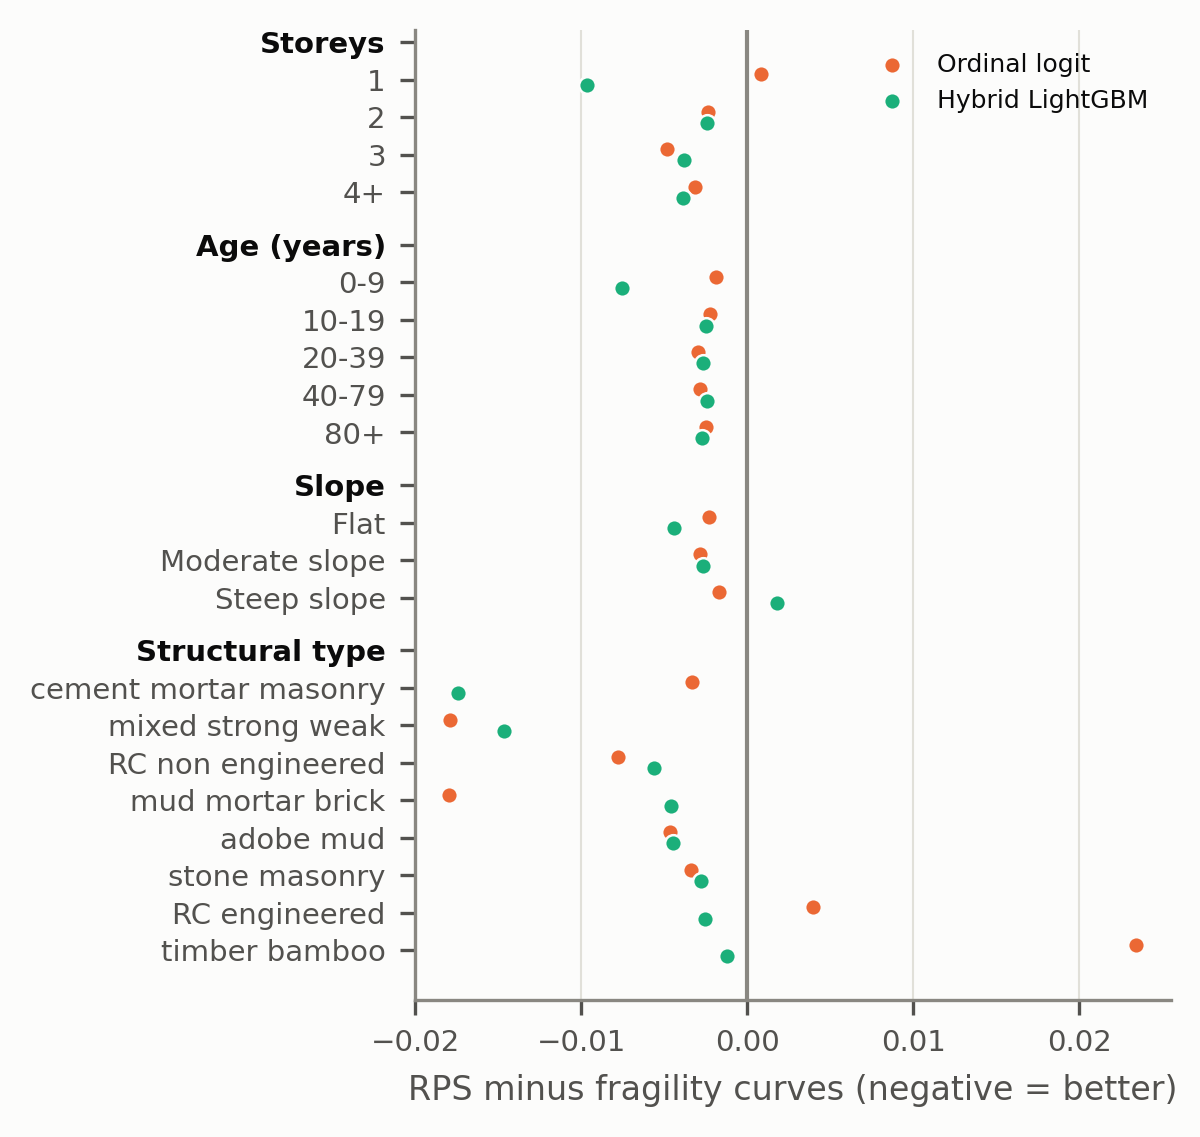 Storeys
1
2
3
4+
Age (years)
0-9
10-19
20-39
40-79
80+
Slope
Flat
Moderate slope
Steep slope
Structural type
cement mortar masonry
mixed strong weak
RC non engineered
mud mortar brick
adobe mud
stone masonry
RC engineered
timber bamboo
Ordinal logit
Hybrid LightGBM
−0.02 −0.01 0.00 0.01 0.02
RPS minus fragility curves (negative = better)